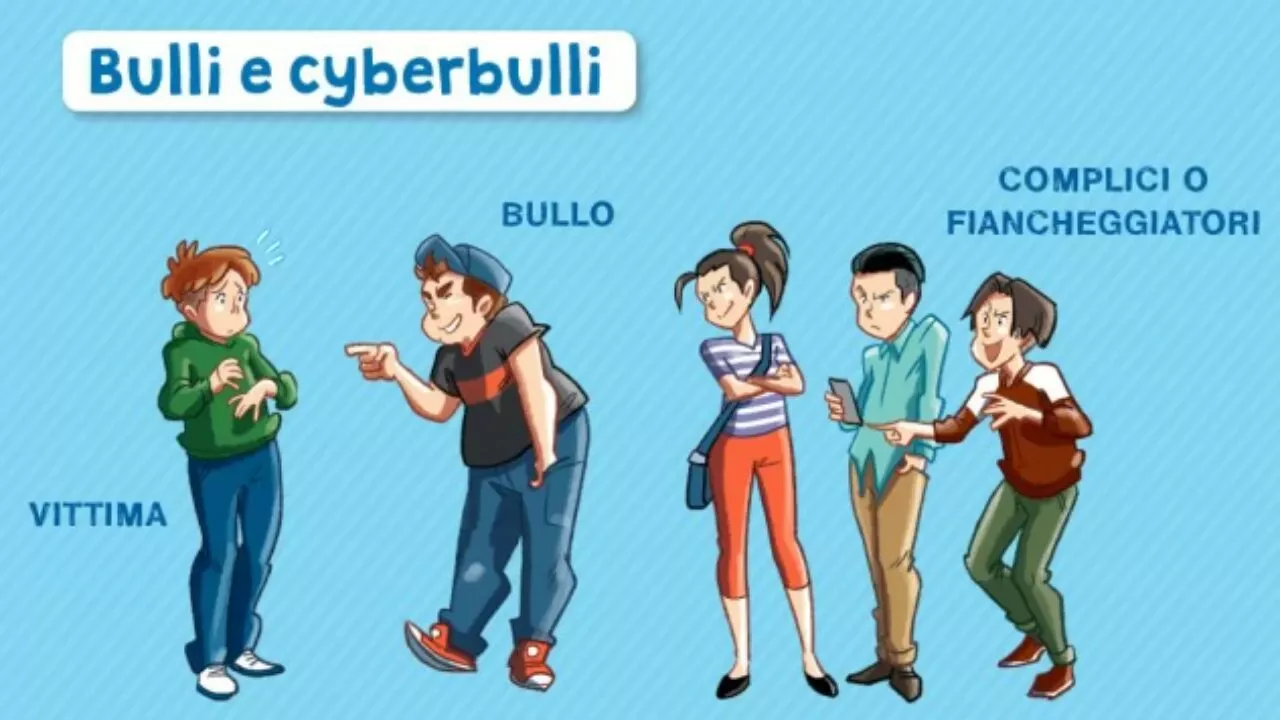 Bulli e cyberbulli
COMPLICI O
FIANCHEGGIATORI
BULLO
VITTIMA